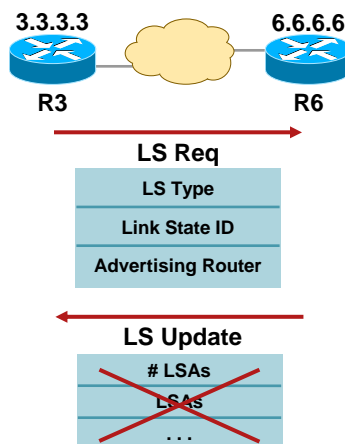 3.3.3.3 6.6.6.6
R3 R6
LS Req
LS Type
Link State ID
Advertising Router
LS Update
# LSAs
LSAs
. . .